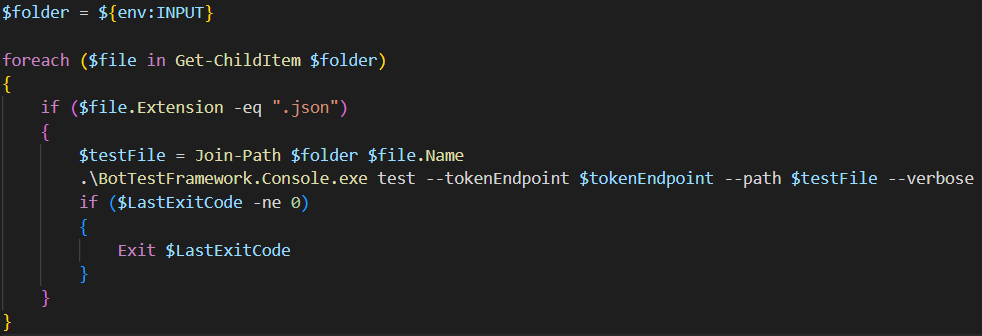 $folder = ${env:INPUT}
foreach ($file in Get-ChildItem $folder)
{
if ($file.Extension -eq ".json")
{
$testFile = Join-Path $folder $file.Name
.\BotTestFramework.Console.exe test --tokenEndpoint $tokenEndpoint --path $testFile --verbose
if ($LastExitCode -ne 0)
{
Exit $LastExitCode
}
}
}